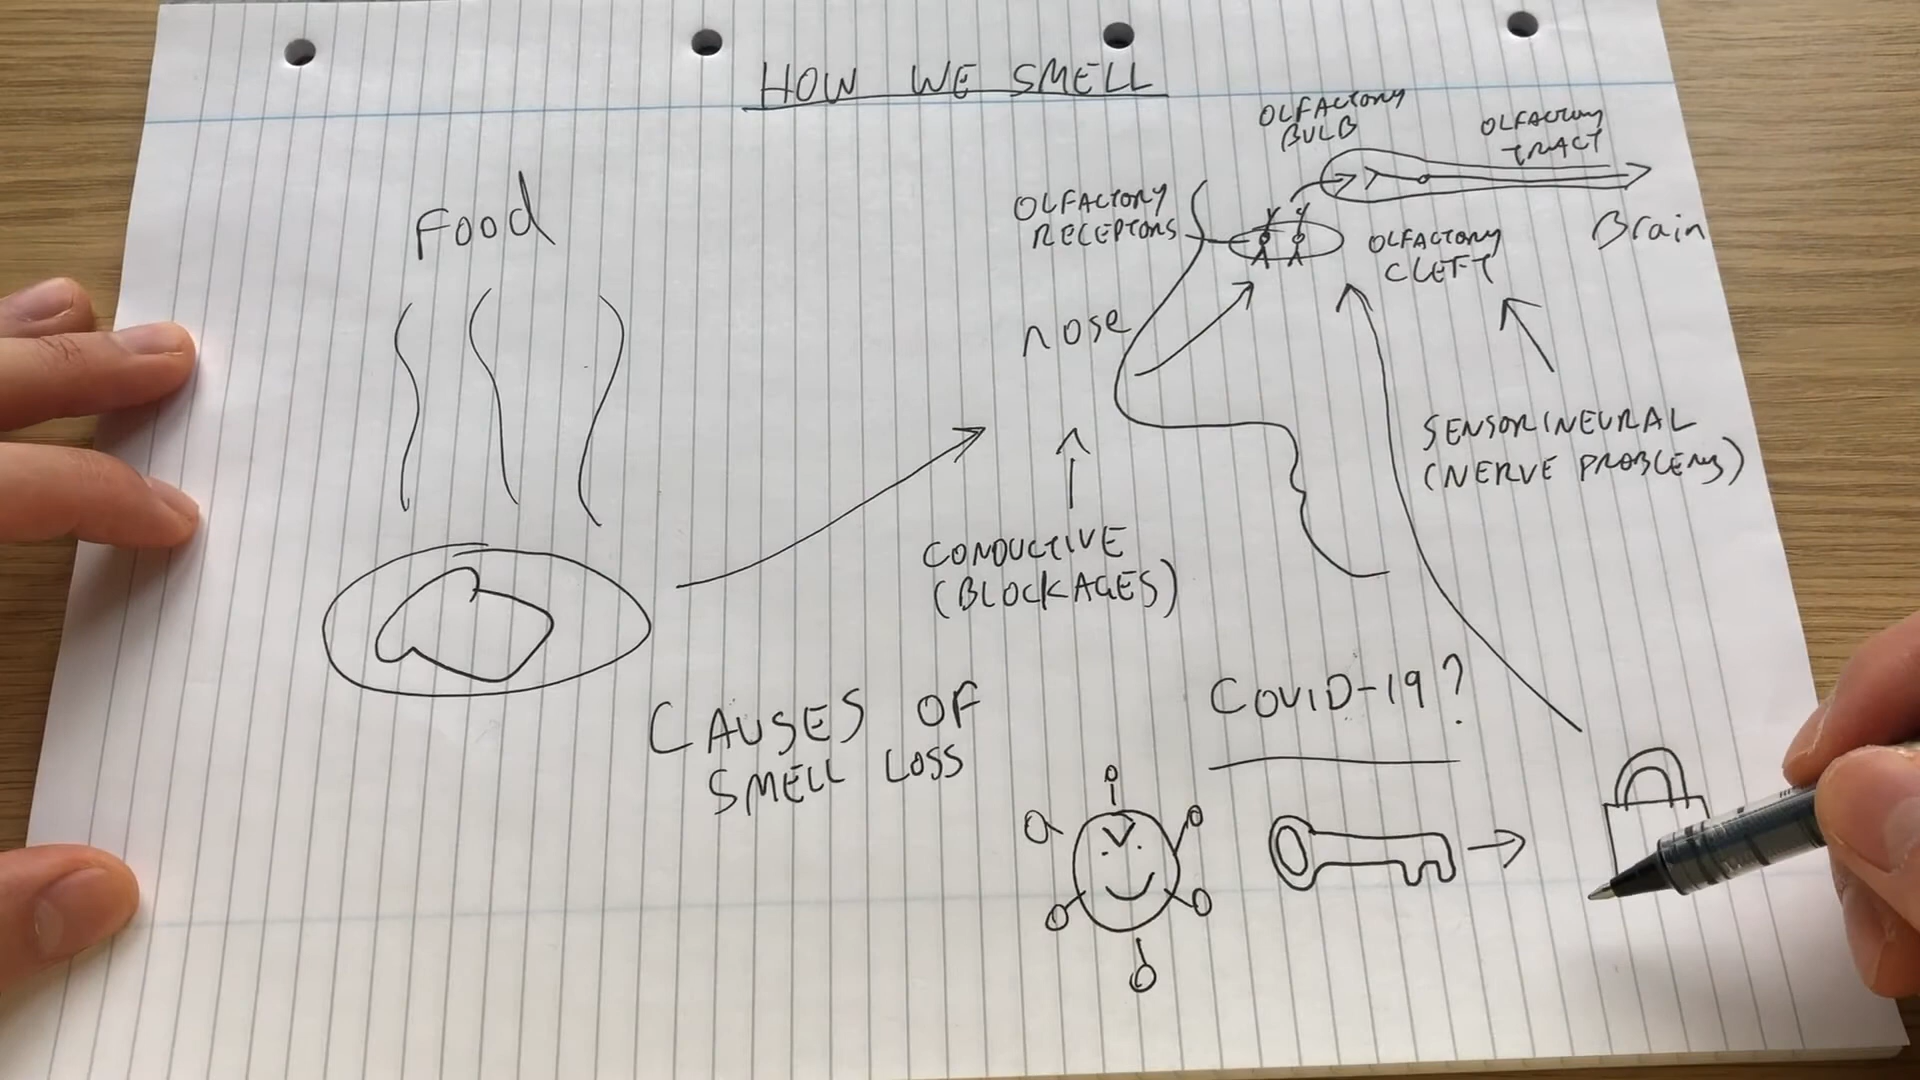 HOW WE SMELL
OLFACTORY
BULB
OLFACTORY
TRACT
OLFACTORY
RECEPTORS
OLFACTORY
CLEFT
Brain
Food
nose
SENSORINEURAL
(NERVE PROBLEMS)
CONDUCTIVE
(BLOCKAGES)
CAUSES OF
SMELL LOSS
COVID-19?